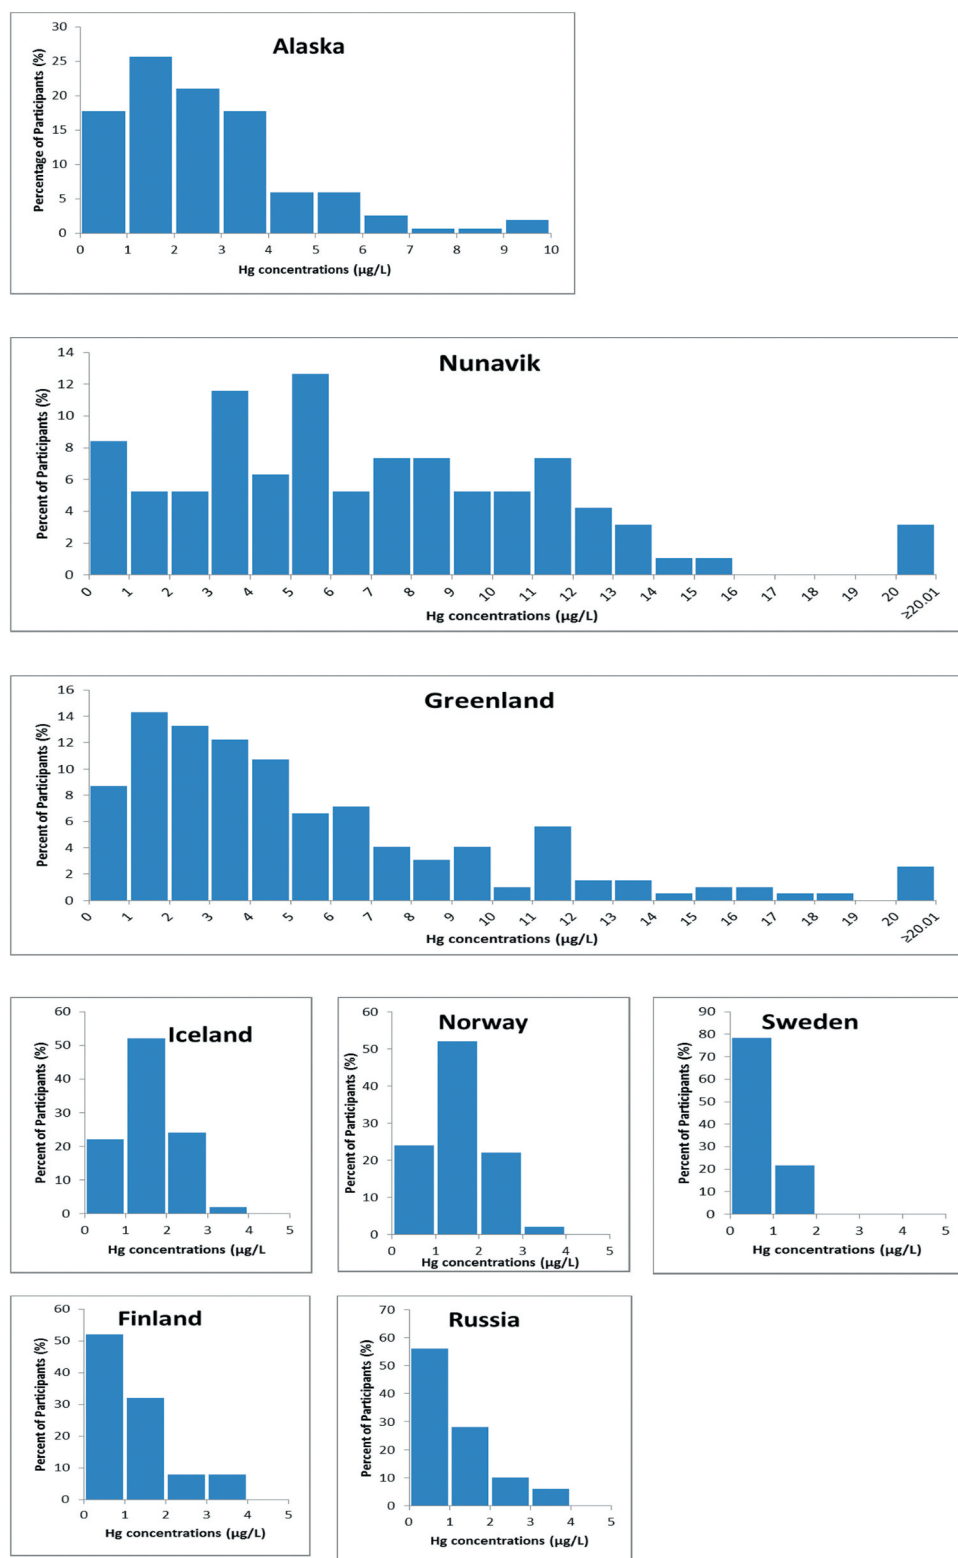 Alaska
Percentage of Participants (%)
30
25
20
15
10
5
0
0 1 2 3 4 5 6 7 8 9 10
Hg concentrations (µg/L)
Nunavik
Percent of Participants (%)
14
12
10
8
6
4
2
0
0 1 2 3 4 5 6 7 8 9 10 11 12 13 14 15 16 17 18 19 20 ≥20.01
Hg concentrations (µg/L)
Greenland
Percent of Participants (%)
16
14
12
10
8
6
4
2
0
0 1 2 3 4 5 6 7 8 9 10 11 12 13 14 15 16 17 18 19 20 ≥20.01
Hg concentrations (µg/L)
Iceland
Percent of Participants (%)
60
50
40
30
20
10
0
0 1 2 3 4 5
Hg concentrations (µg/L
Norway
Percent of Participants (%)
60
50
40
30
20
10
0
0 1 2 3 4 5
Hg concentrations (µg/L)
Sweden
Percent of Participants (%)
90
80
70
60
50
40
30
20
10
0
0 1 2 3 4 5
Hg concentrations (µg/L)
Finland
Percent of Participants (%)
60
50
40
30
20
10
0
0 1 2 3 4 5
Hg concentrations (µg/L)
Russia
Percent of Participants (%)
70
60
50
40
30
20
10
0
0 1 2 3 4 5
Hg concentrations (µg/L)